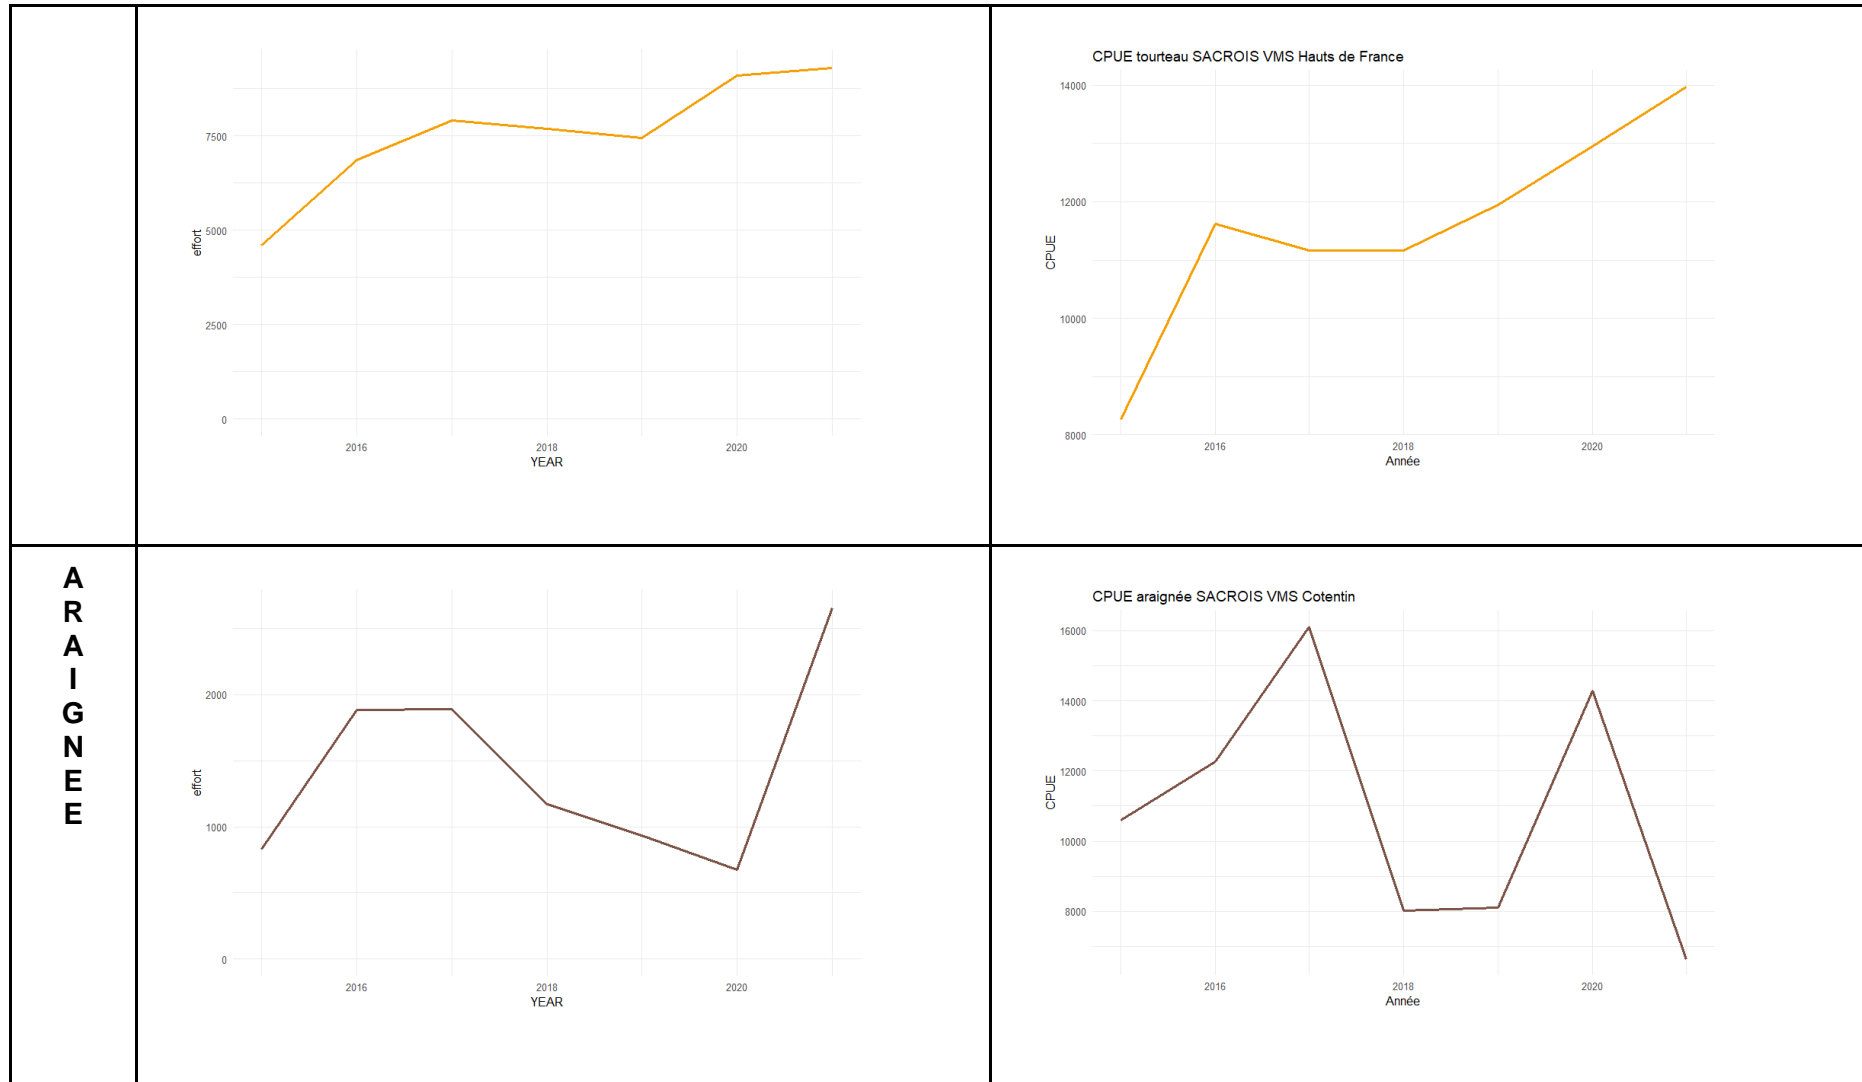 effort
7500
5000
2500
0
2016 2018 2020
YEAR
CPUE tourteau SACROIS VMS Hauts de France
CPUE
14000
12000
10000
8000
2016 2018 2020
Année
A
R
A
I
G
N
E
E
effort
2000
1000
0
2016 2018 2020
YEAR
CPUE araignée SACROIS VMS Cotentin
CPUE
16000
14000
12000
10000
8000
2016 2018 2020
Année